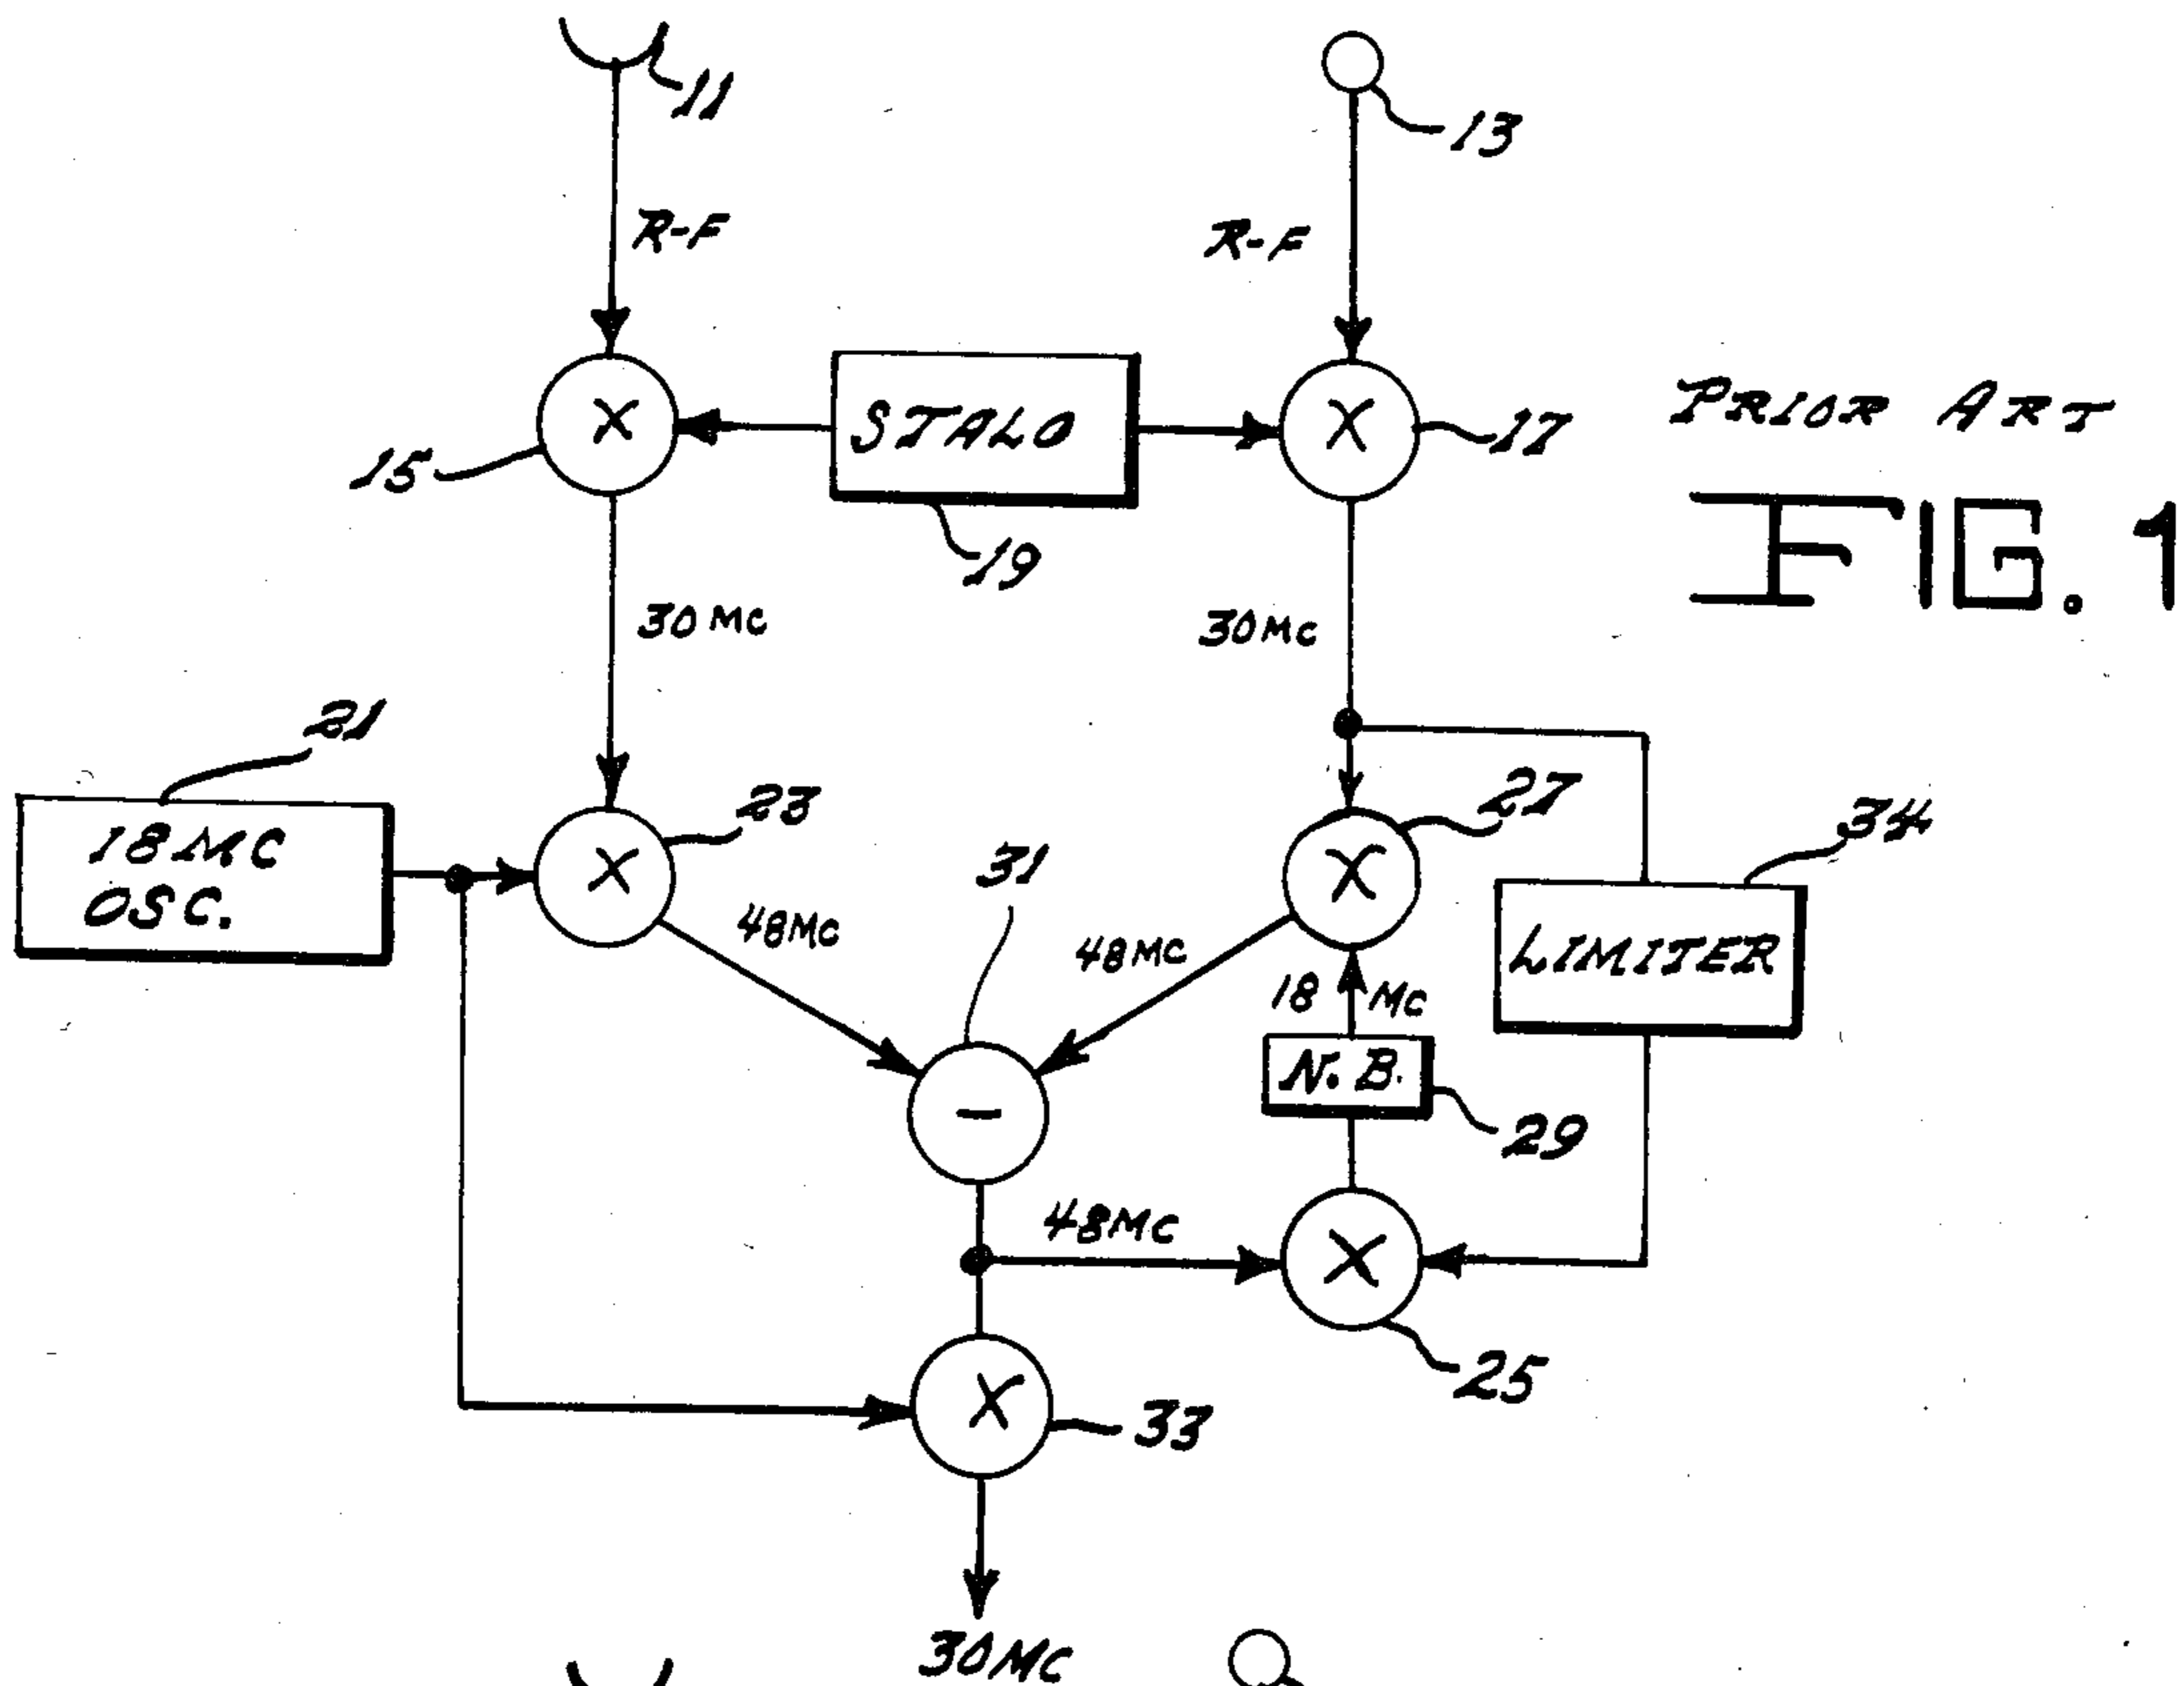 11
13
R-F
R-F
PRIOR ART
STALO
15
17
FIG. 1
19
30 MC
30 MC
21
23
27
34
18 MC
OSC.
31
48 MC
48 MC
LIMITER
18 MC
N.B.
29
48 MC
25
33
30 MC